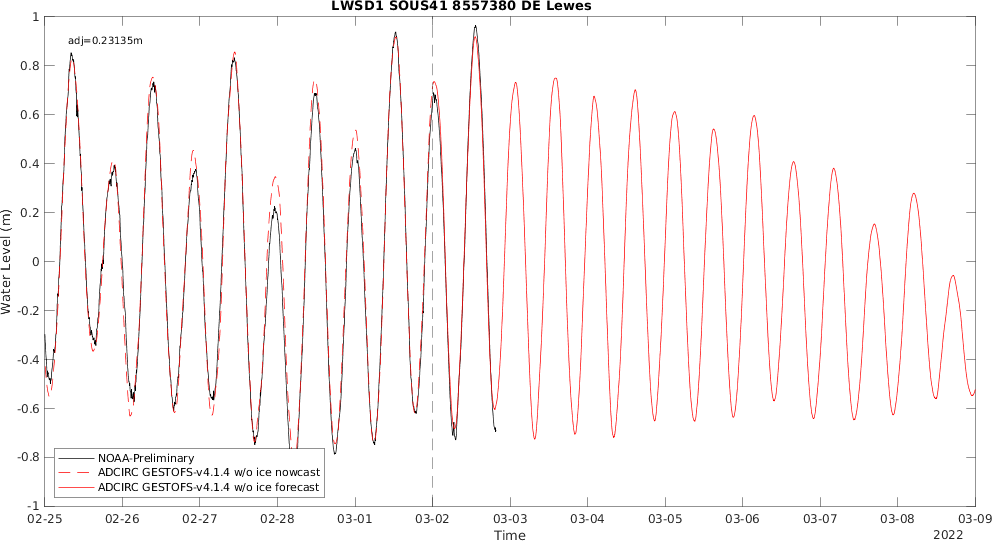 LWSD1 SOUS41 8557380 DE Lewes
adj=0.23135m
1
0.8
0.6
0.4
0.2
0
-0.2
-0.4
-0.6
-0.8
-1
Water Level (m)
NOAA-Preliminary
ADCIRC GESTOFS-v4.1.4 w/o ice nowcast
ADCIRC GESTOFS-v4.1.4 w/o ice forecast
02-25 02-26 02-27 02-28 03-01 03-02 03-03 03-04 03-05 03-06 03-07 03-08 03-09
Time
2022